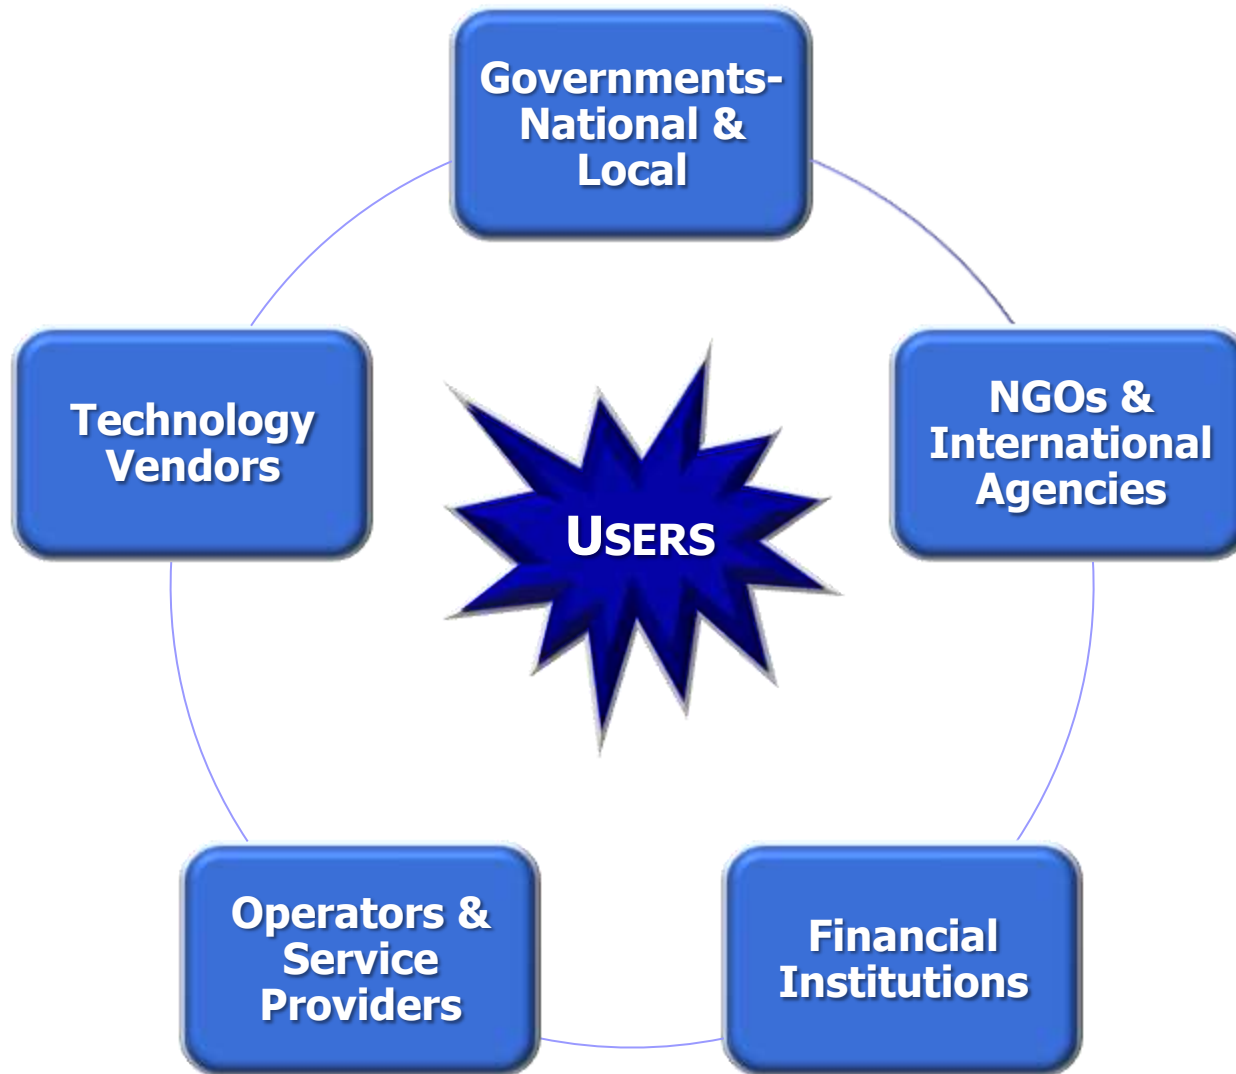 Governments-
National &
Local
Technology
Vendors
NGOs &
International
Agencies
USERS
Operators &
Service
Providers
Financial
Institutions